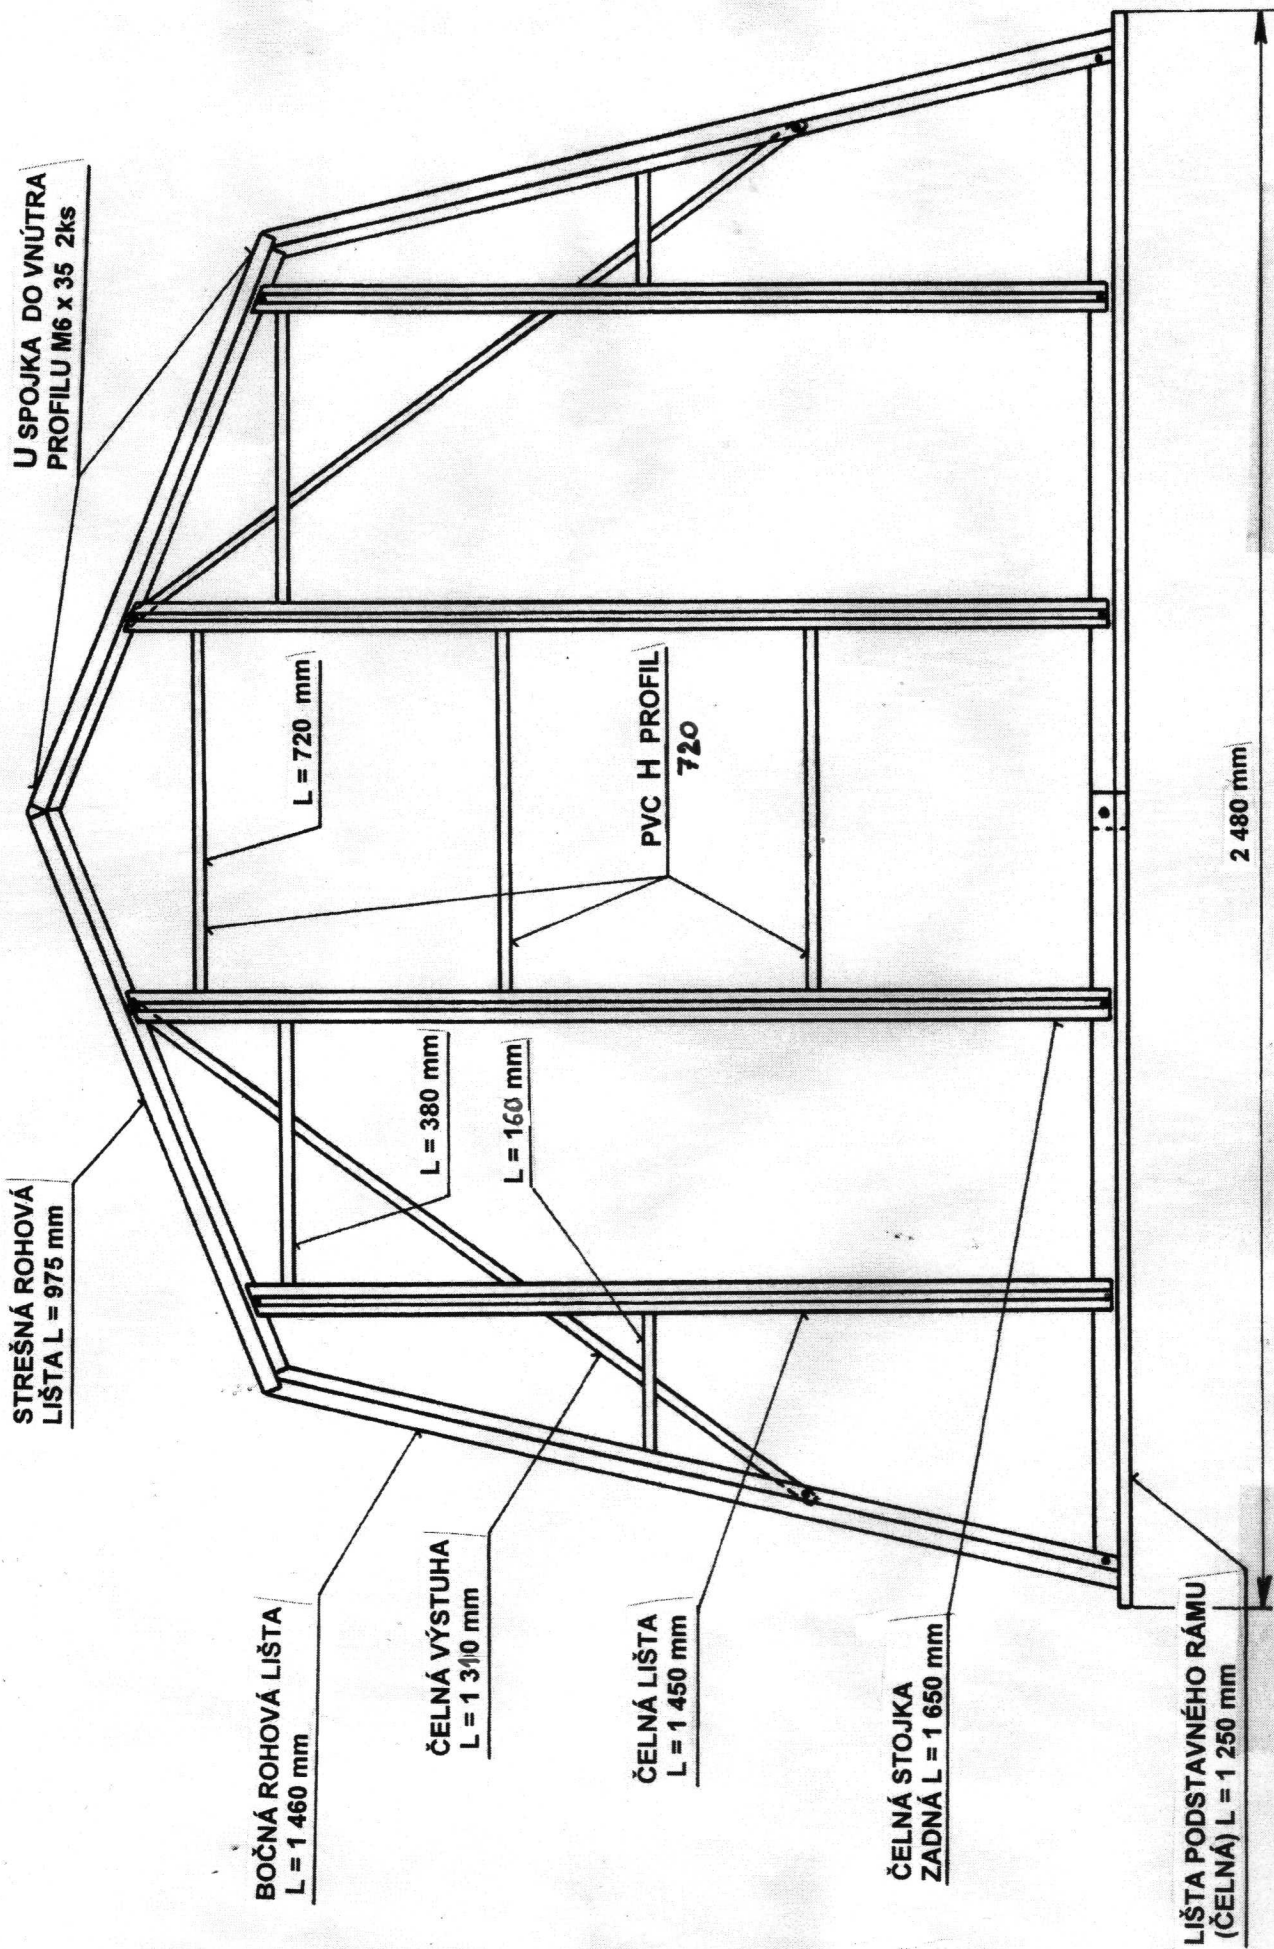 U SPOJKA DO VNÚTRA
PROFILU M6 x 35 2ks
STREŠNÁ ROHOVÁ
LIŠTA L = 975 mm
L = 720 mm
PVC H PROFIL
720
L = 380 mm
L = 160 mm
BOČNÁ ROHOVÁ LIŠTA
L = 1 460 mm
ČELNÁ VÝSTUHA
L = 1 310 mm
ČELNÁ LIŠTA
L = 1 450 mm
ČELNÁ STOJKA
ZADNÁ L = 1 650 mm
LIŠTA PODSTAVNÉHO RÁMU
(ČELNÁ) L = 1 250 mm
2 480 mm